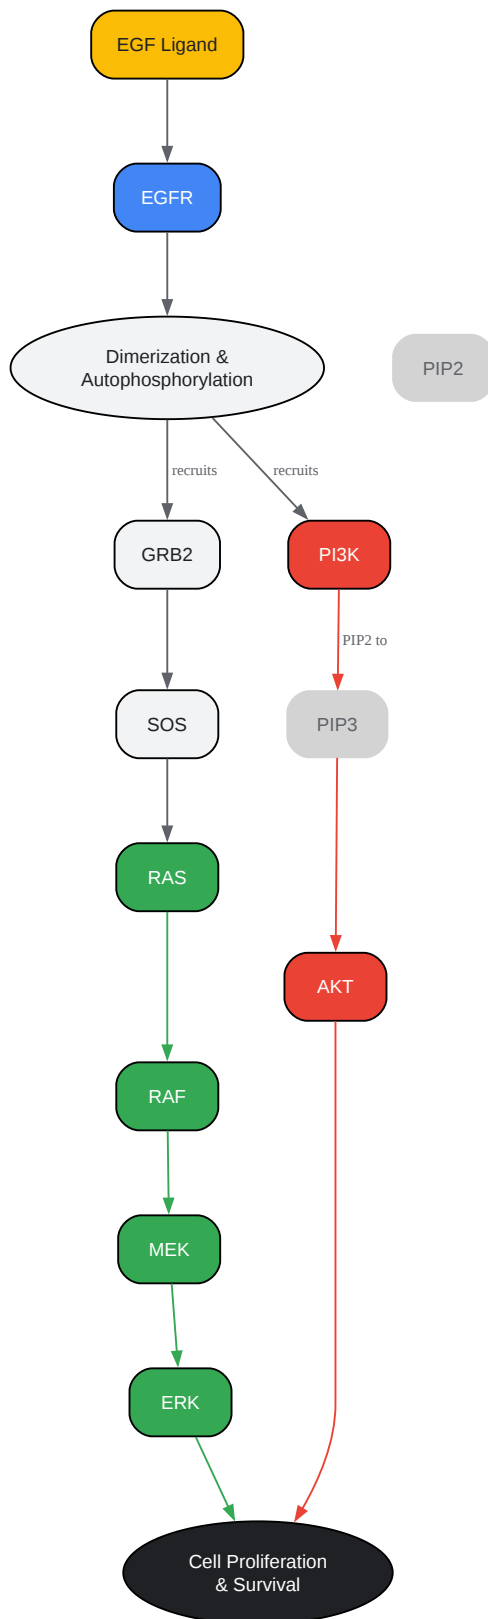 EGF Ligand
EGFR
Dimerization &
Autophosphorylation
PIP2
recruits
recruits
GRB2
PI3K
PIP2 to
SOS
PIP3
RAS
AKT
RAF
MEK
ERK
Cell Proliferation
& Survival